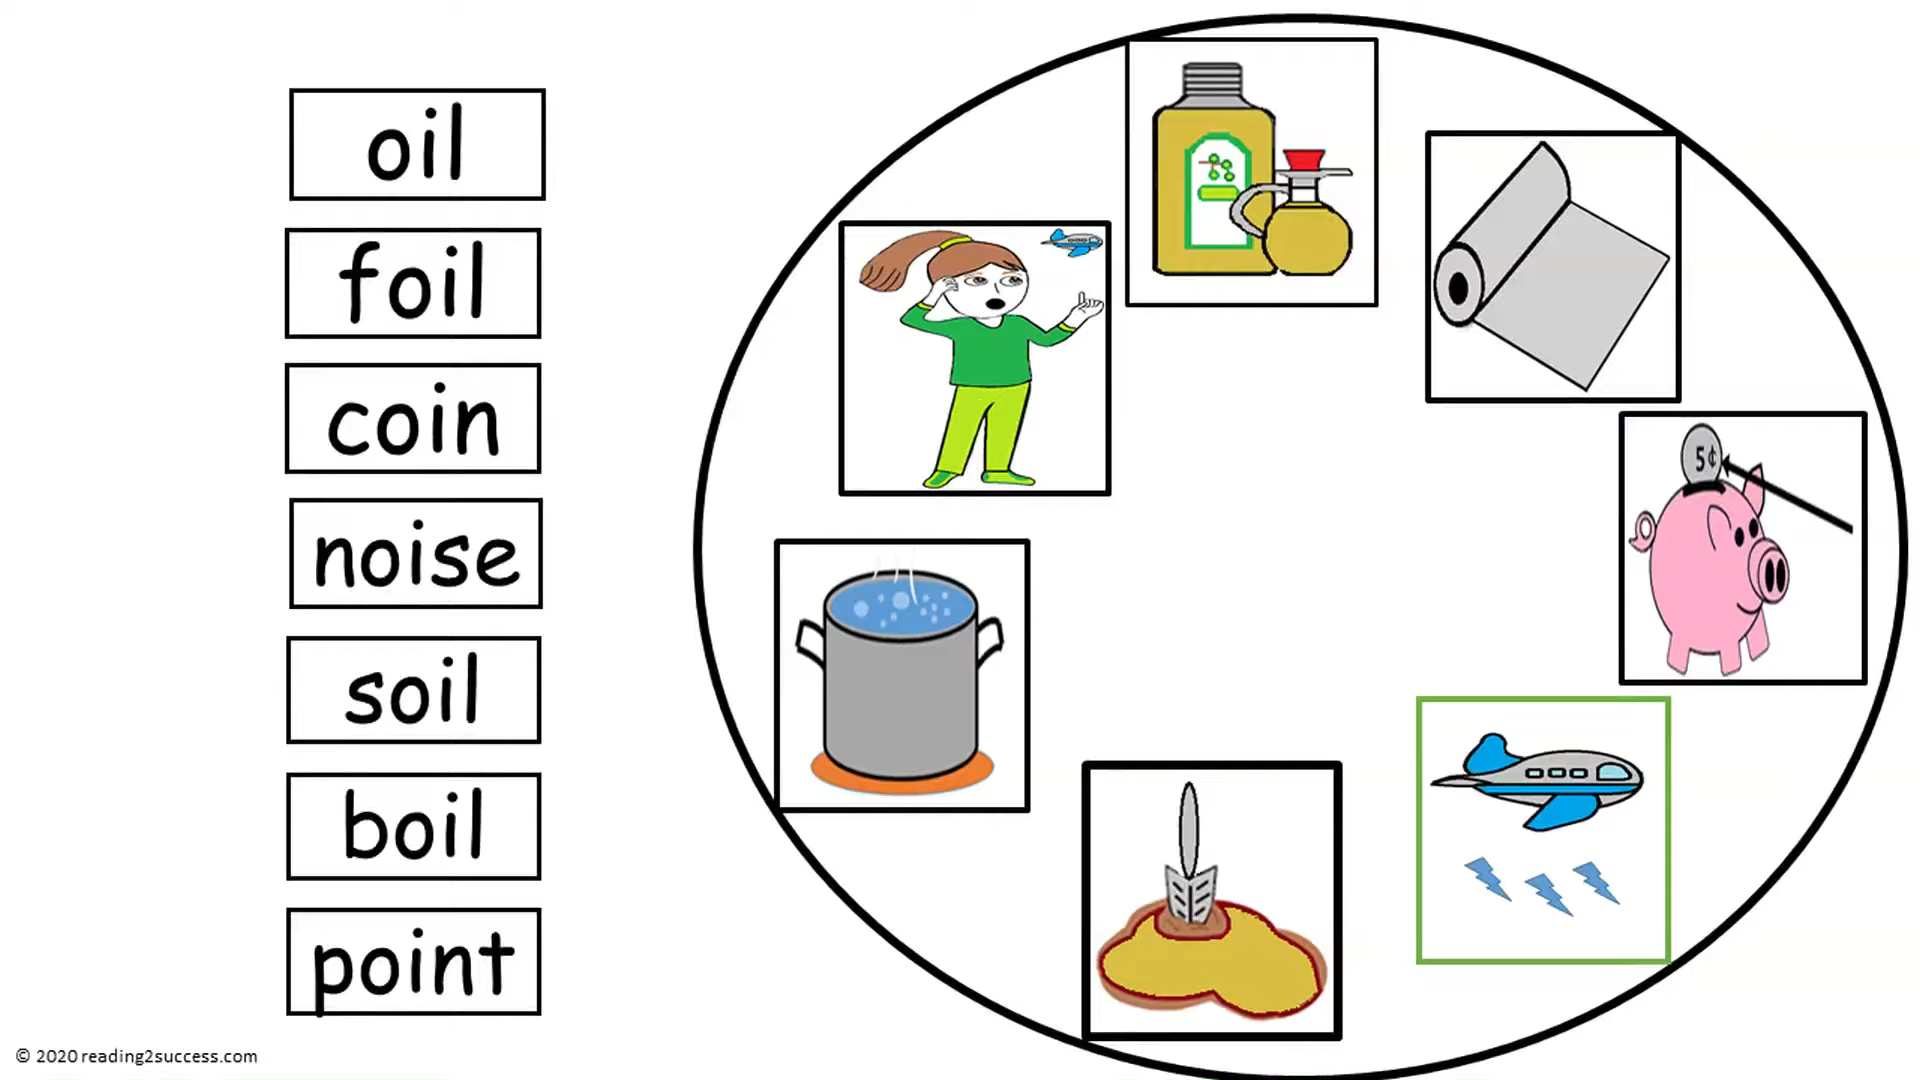 oil
foil
coin
noise
soil
boil
point
5¢
© 2020 reading2success.com